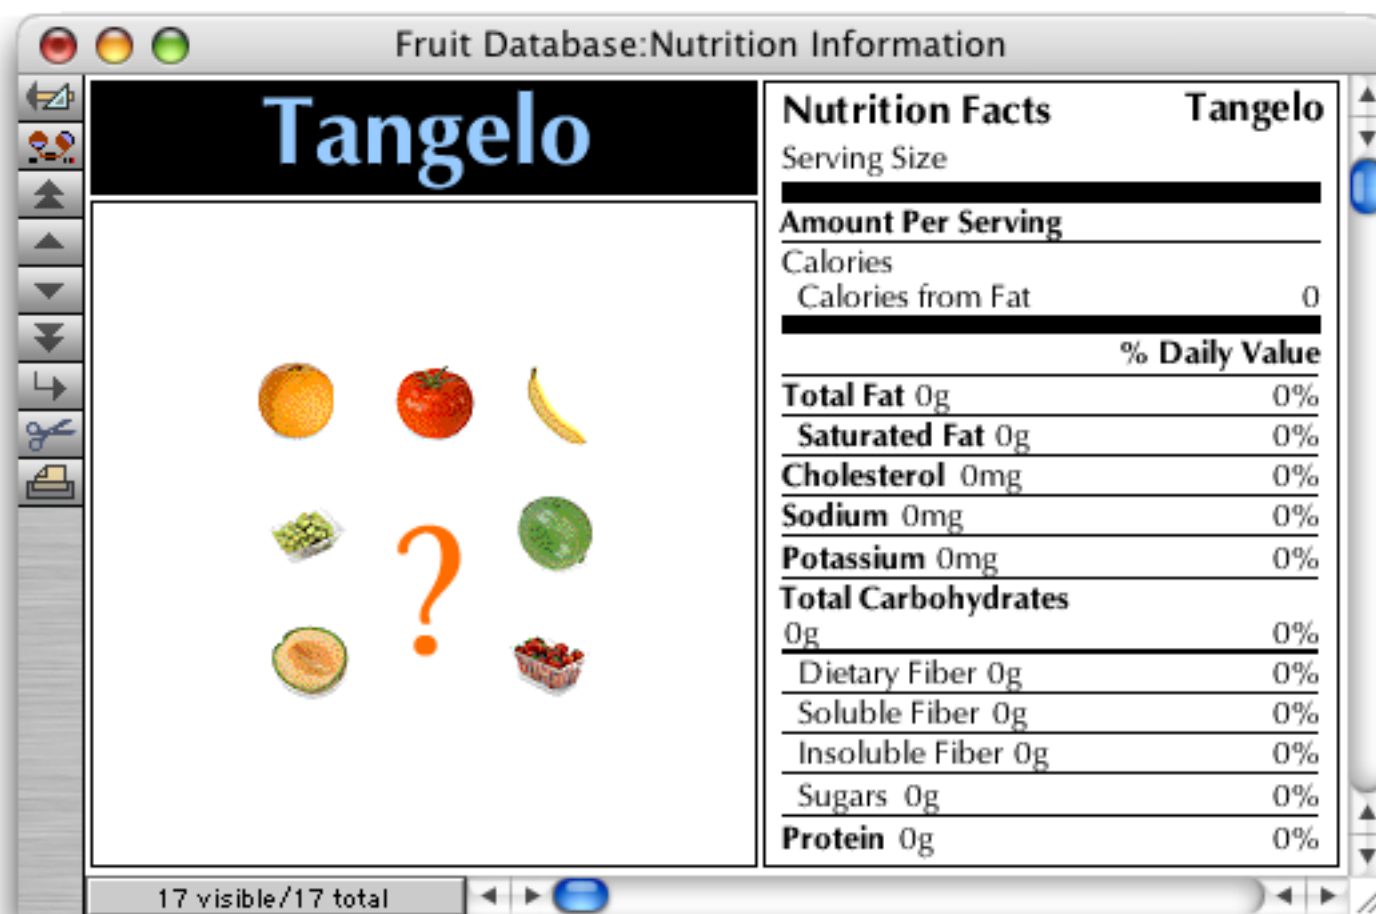 Fruit Database:Nutrition Information
Tangelo
?
Nutrition Facts Tangelo
Serving Size
Amount Per Serving
Calories
Calories from Fat 0
% Daily Value
Total Fat 0g 0%
Saturated Fat 0g 0%
Cholesterol 0mg 0%
Sodium 0mg 0%
Potassium 0mg 0%
Total Carbohydrates
0g 0%
Dietary Fiber 0g 0%
Soluble Fiber 0g 0%
Insoluble Fiber 0g 0%
Sugars 0g 0%
Protein 0g 0%
17 visible/17 total